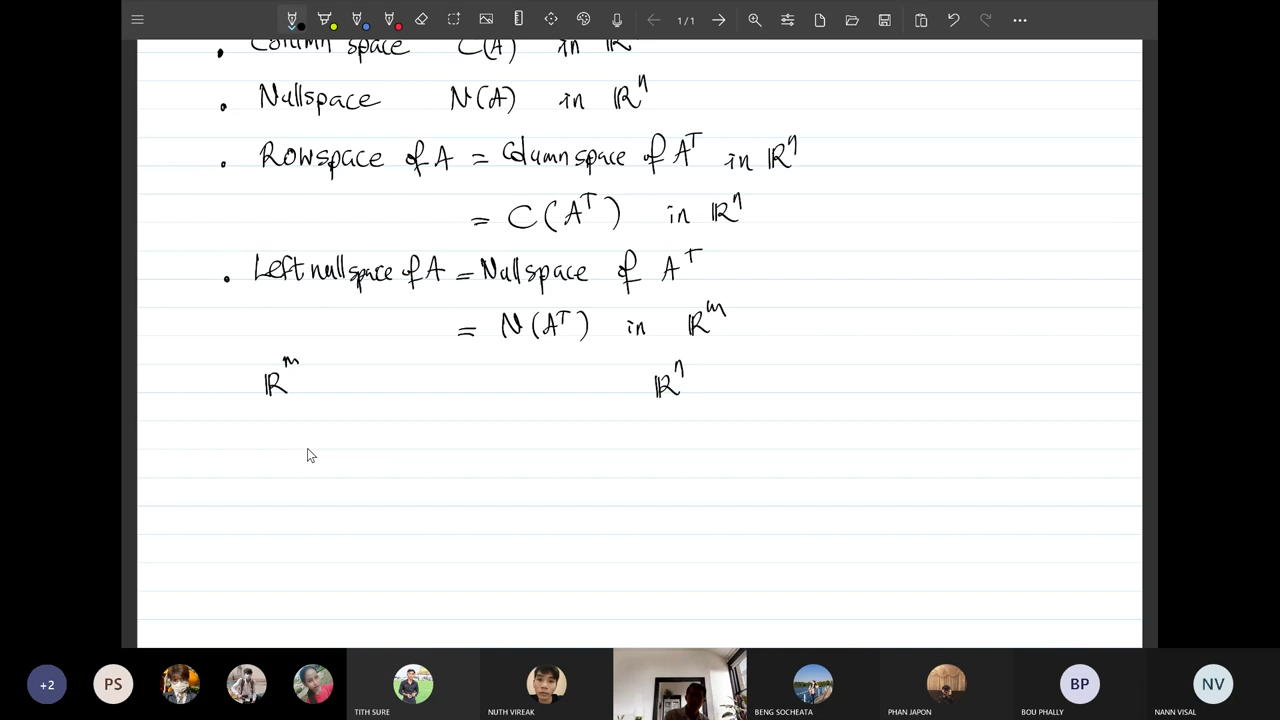 1/1
• Column space C(A) in ℝ
• Nullspace N(A) in ℝⁿ
• Rowspace of A = Column space of Aᵀ in ℝⁿ
= C(Aᵀ) in ℝⁿ
• Left nullspace of A = Nullspace of Aᵀ
= N(Aᵀ) in ℝᵐ
ℝᵐ ℝⁿ
+2 PS BP NV
TITH SURE NUTH VIREAK BENG SOCHEATA PHAN JAPON BOU PHALLY NANN VISAL